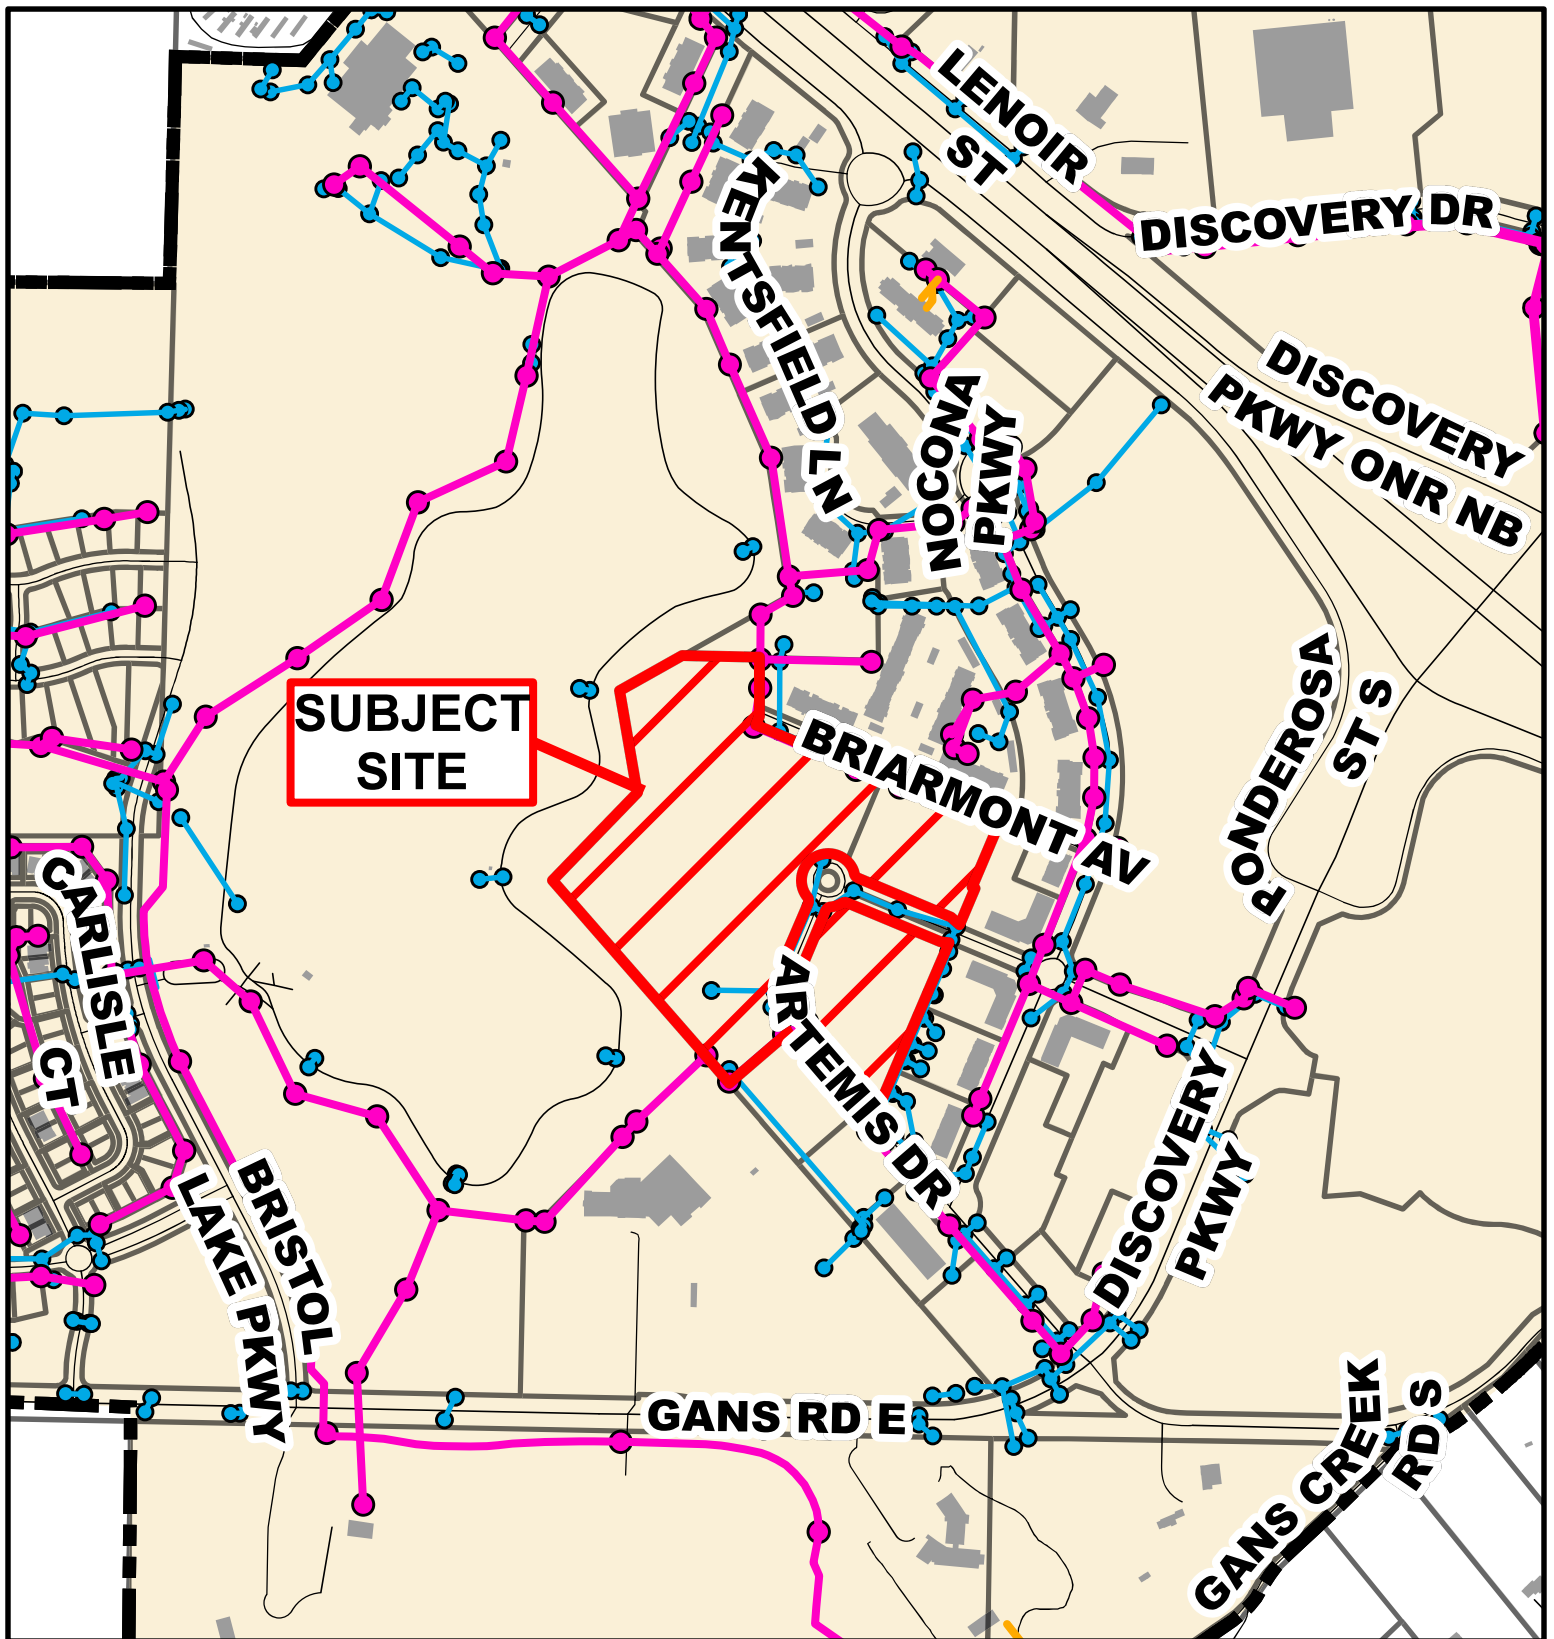 LENOIR
ST
DISCOVERY DR
KENTSFIELD LN
DISCOVERY
PKWY ONR NB
NOCONA
PKWY
SUBJECT
SITE
PONDEROSA
ST S
BRIARMONT AV
CARLISLE
CT
ARTEMIS DR
DISCOVERY
PKWY
BRISTOL
LAKE PKWY
GANS RD E
GANS CREEK
RD S